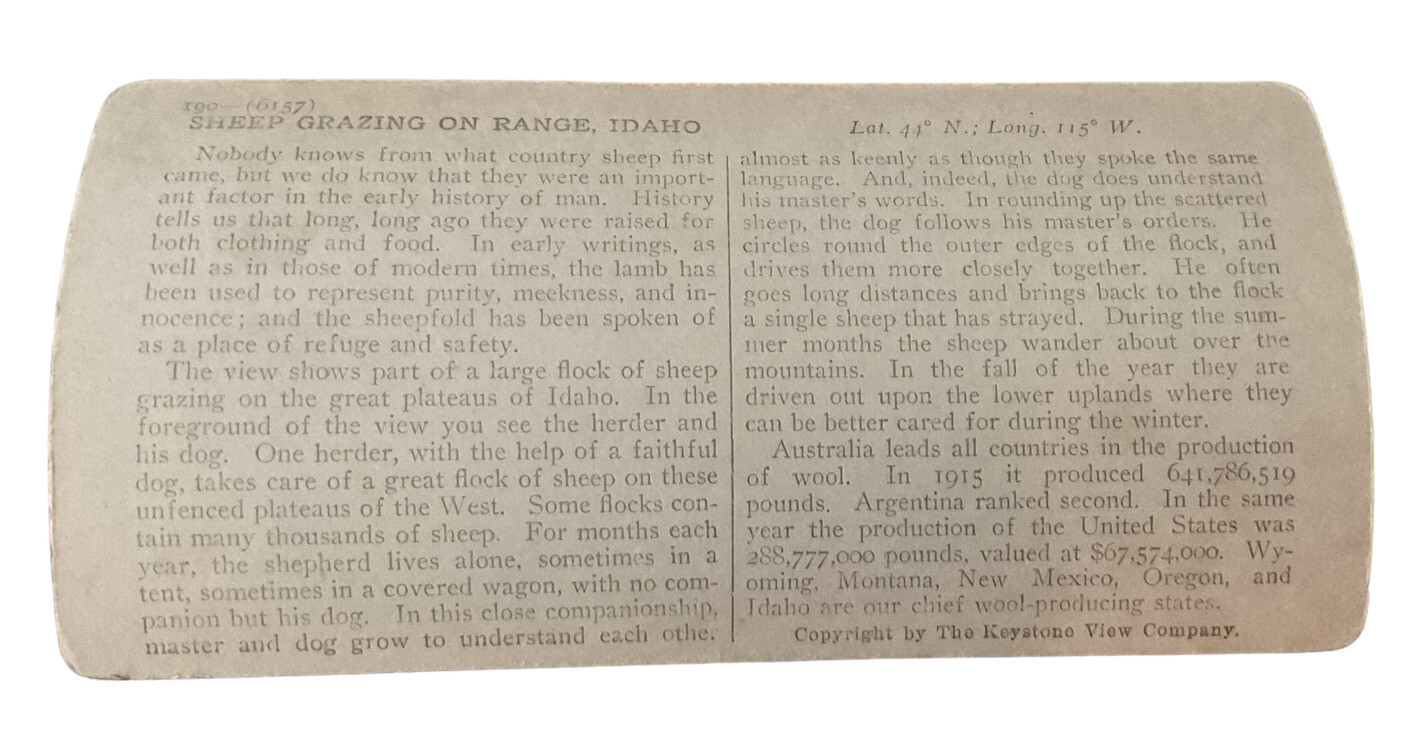 190—(6157)
SHEEP GRAZING ON RANGE, IDAHO
Lat. 44° N.; Long. 115° W.
Nobody knows from what country sheep first
came, but we do know that they were an import-
ant factor in the early history of man. History
tells us that long, long ago they were raised for
both clothing and food. In early writings, as
well as in those of modern times, the lamb has
been used to represent purity, meekness, and in-
nocence; and the sheepfold has been spoken of
as a place of refuge and safety.
The view shows part of a large flock of sheep
grazing on the great plateaus of Idaho. In the
foreground of the view you see the herder and
his dog. One herder, with the help of a faithful
dog, takes care of a great flock of sheep on these
unfenced plateaus of the West. Some flocks con-
tain many thousands of sheep. For months each
year, the shepherd lives alone, sometimes in a
tent, sometimes in a covered wagon, with no com-
panion but his dog. In this close companionship,
master and dog grow to understand each othe.
almost as keenly as though they spoke the same
language. And, indeed, the dog does understand
his master's words. In rounding up the scattered
sheep, the dog follows his master's orders. He
circles round the outer edges of the flock, and
drives them more closely together. He often
goes long distances and brings back to the flock
a single sheep that has strayed. During the sum-
mer months the sheep wander about over the
mountains. In the fall of the year they are
driven out upon the lower uplands where they
can be better cared for during the winter.
Australia leads all countries in the production
of wool. In 1915 it produced 641,786,519
pounds. Argentina ranked second. In the same
year the production of the United States was
288,777,000 pounds, valued at $67,574,000. Wy-
oming, Montana, New Mexico, Oregon, and
Idaho are our chief wool-producing states.
Copyright by The Keystone View Company.